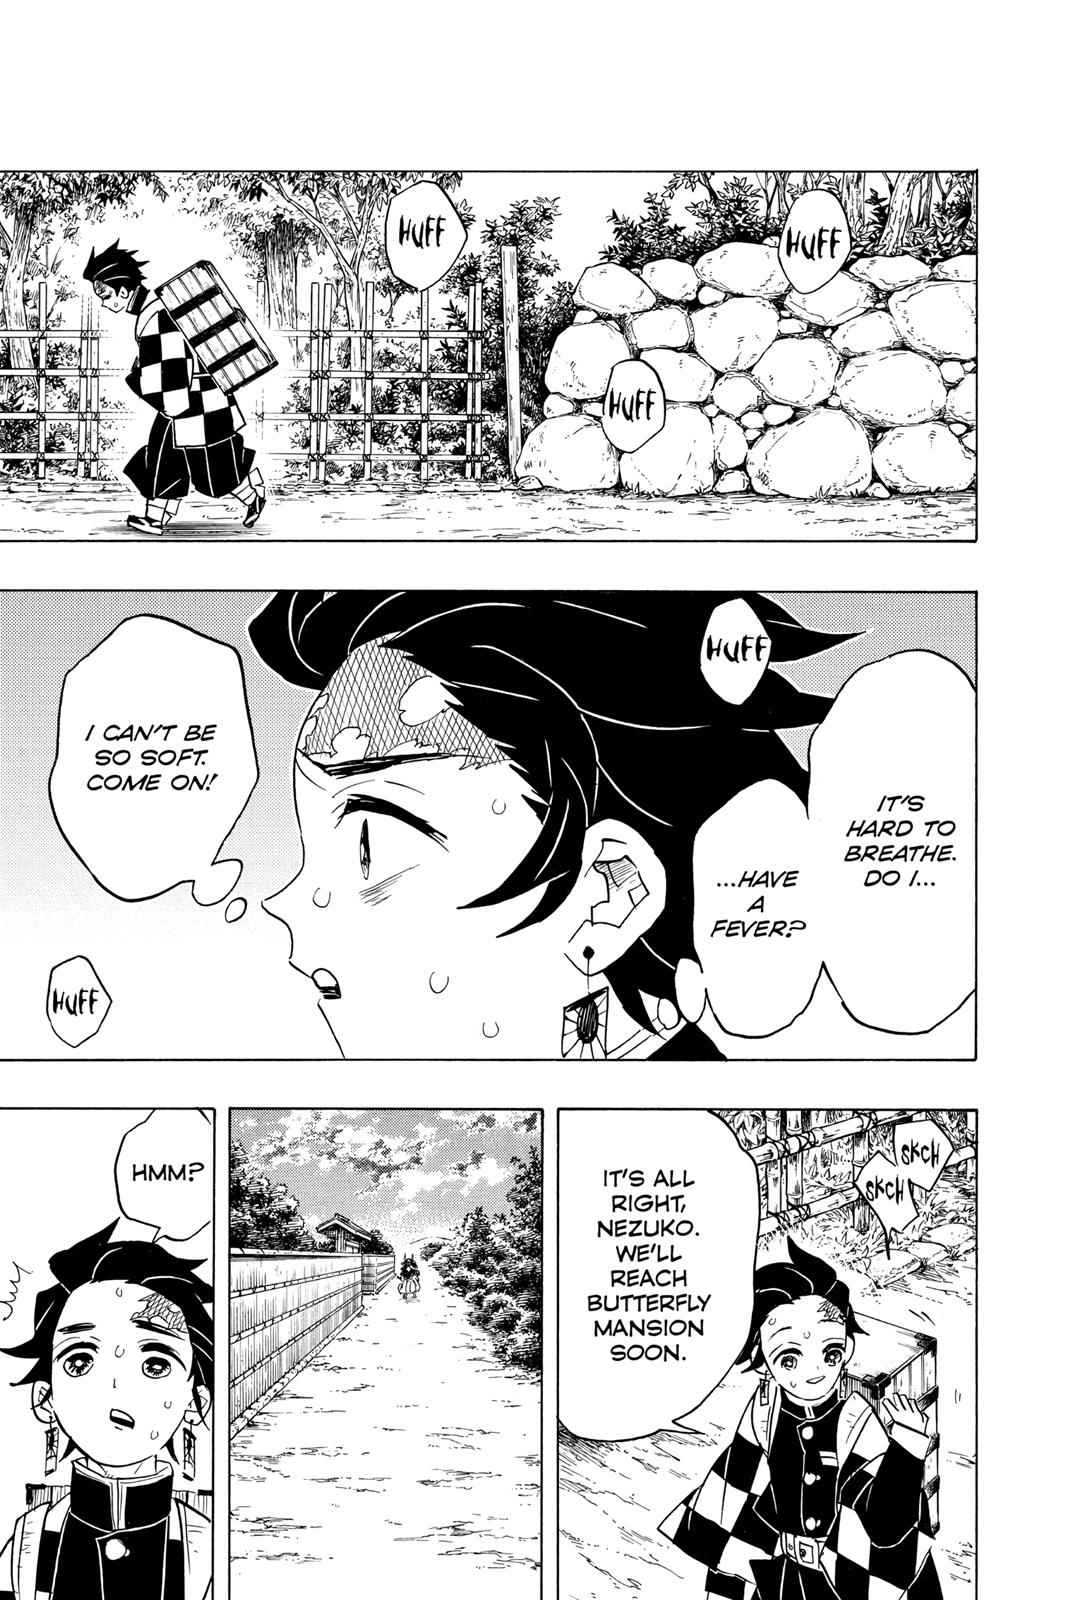 HUFF
HUFF
HUFF
HUFF
IT'S
HARD TO
BREATHE.
DO I...
...HAVE
A
FEVER?
I CAN'T BE
SO SOFT.
COME ON!
HUFF
SKCH
SKCH
IT'S ALL
RIGHT,
NEZUKO.
WE'LL
REACH
BUTTERFLY
MANSION
SOON.
HMM?